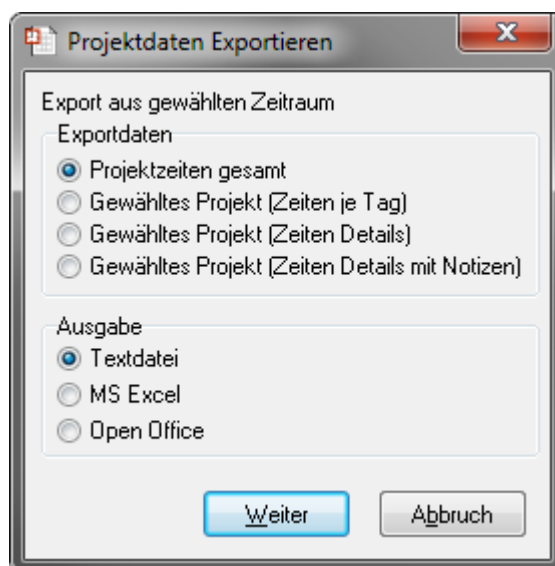 Projektdaten Exportieren
Export aus gewählten Zeitraum
Exportdaten
Projektzeiten gesamt
Gewähltes Projekt (Zeiten je Tag)
Gewähltes Projekt (Zeiten Details)
Gewähltes Projekt (Zeiten Details mit Notizen)
Ausgabe
Textdatei
MS Excel
Open Office
Weiter Abbruch